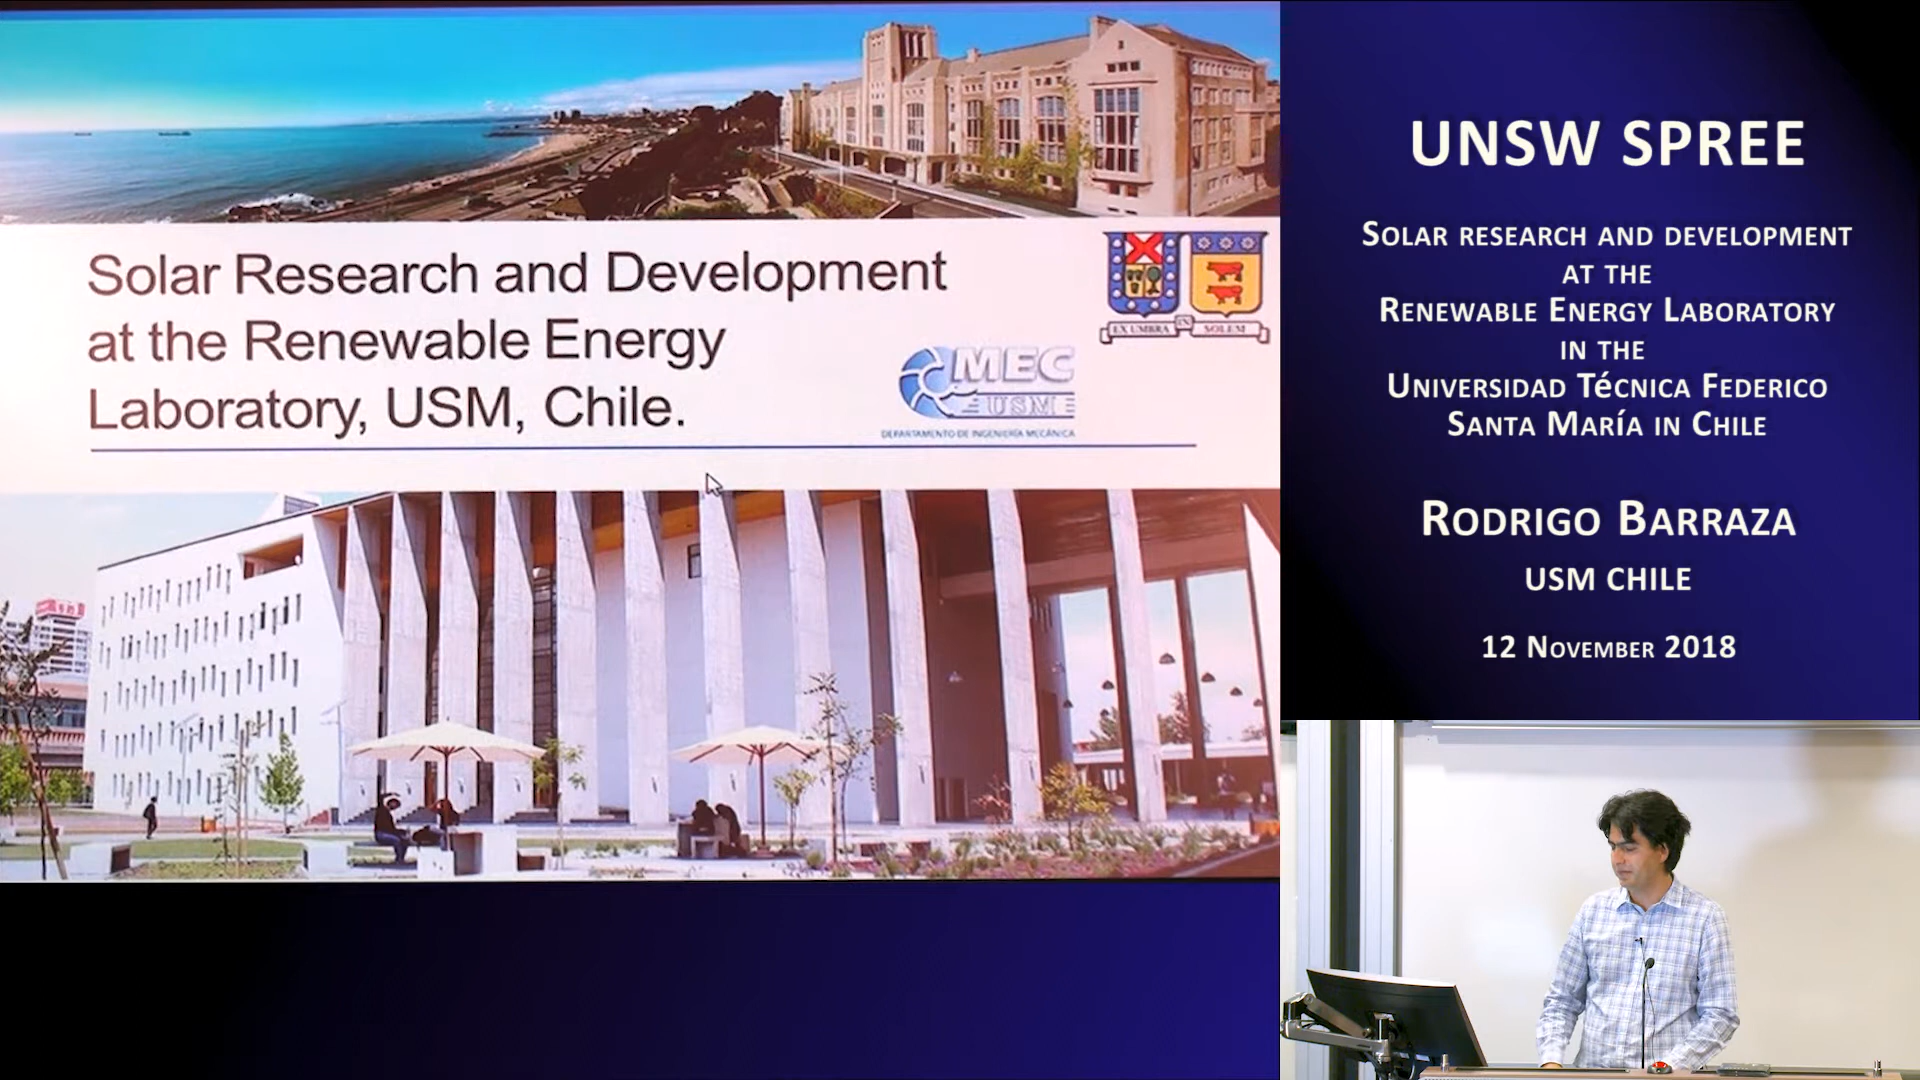 Solar Research and Development
at the Renewable Energy
Laboratory, USM, Chile.
EX UMBRA IN SOLEM
MEC
USM
DEPARTAMENTO DE INGENIERÍA MECÁNICA
UNSW SPREE
SOLAR RESEARCH AND DEVELOPMENT
AT THE
RENEWABLE ENERGY LABORATORY
IN THE
UNIVERSIDAD TéCNICA FEDERICO
SANTA MARÍA IN CHILE
RODRIGO BARRAZA
USM CHILE
12 NOVEMBER 2018